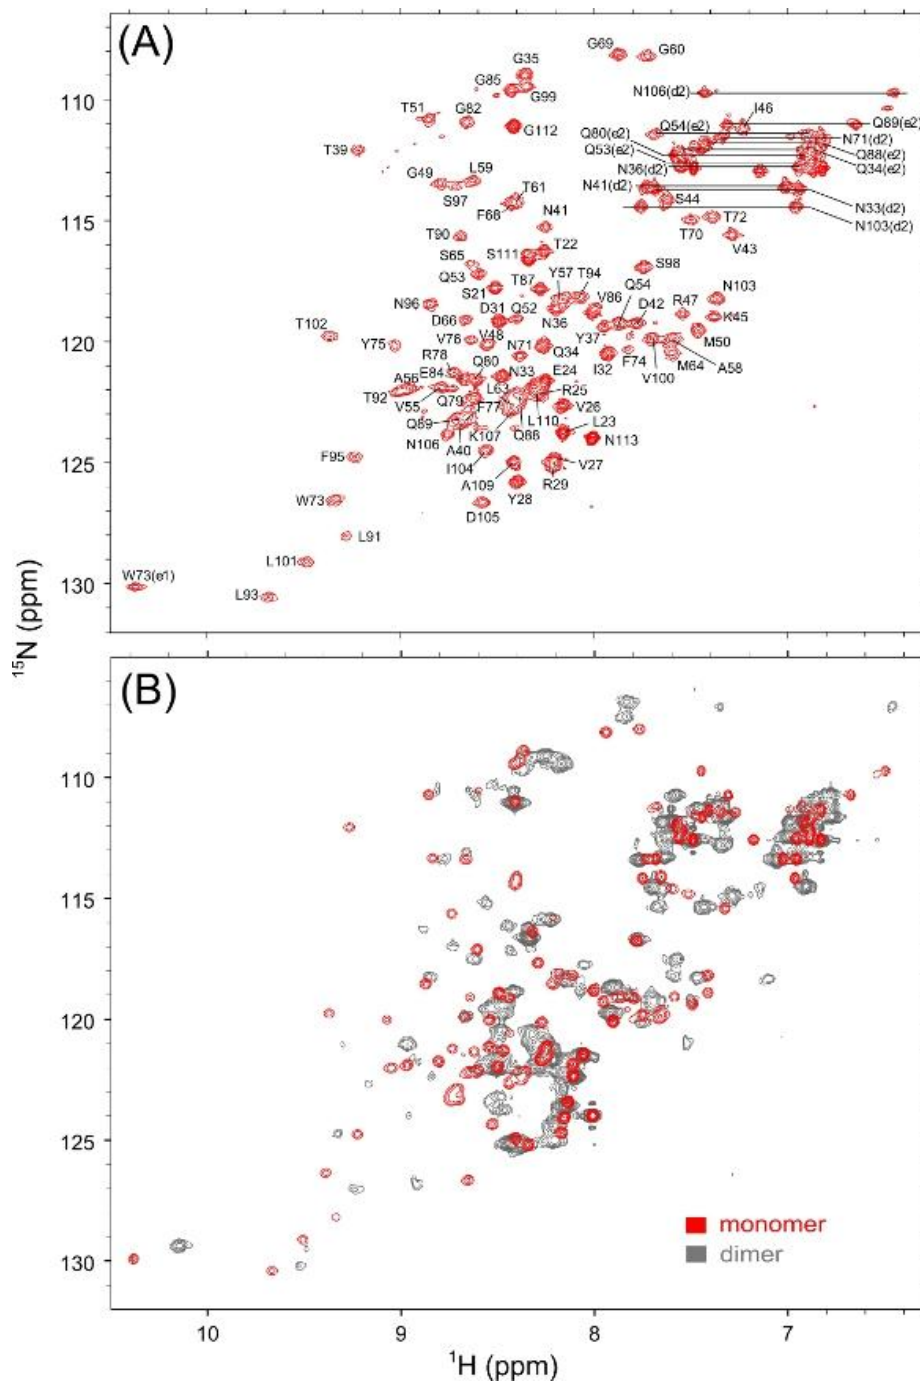 (A)
G69
G60
G35
G85
G99
N106(d2)
T51
G82
I46
Q89(e2)
G112
Q54(e2)
Q80(e2)
N71(d2)
Q53(e2)
Q88(e2)
T39
N36(d2)
Q34(e2)
G49
L59
N41(d2)
S97
T61
S44
N33(d2)
F68
N41
N103(d2)
T90
T70
T72
S111
T22
V43
S65
Q53
T87
Y57
T94
S98
S21
Q54
N96
D31
Q52
V86
D42
R47
N103
N36
K45
T102
D66
V48
Y37
M50
V76
N71
Q34
Y75
R78
Q80
I32
F74
A58
E84
N33
E24
M64
V100
A56
L63
R25
T92
V55
Q79
F77
L110
V26
Q89
K107
Q88
L23
N106
A40
N113
I104
V27
F95
A109
R29
Y28
W73
D105
L91
L101
W73(e1)
L93
110
115
120
125
130
15N (ppm)
(B)
110
115
120
125
130
monomer
dimer
10
9
8
7
1H (ppm)